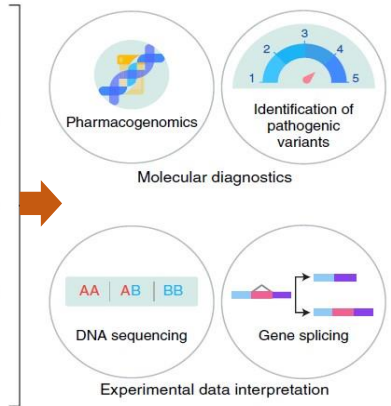 Pharmacogenomics
1 2 3 4 5
Identification of
pathogenic
variants
Molecular diagnostics
AA AB BB
DNA sequencing
Gene splicing
Experimental data interpretation